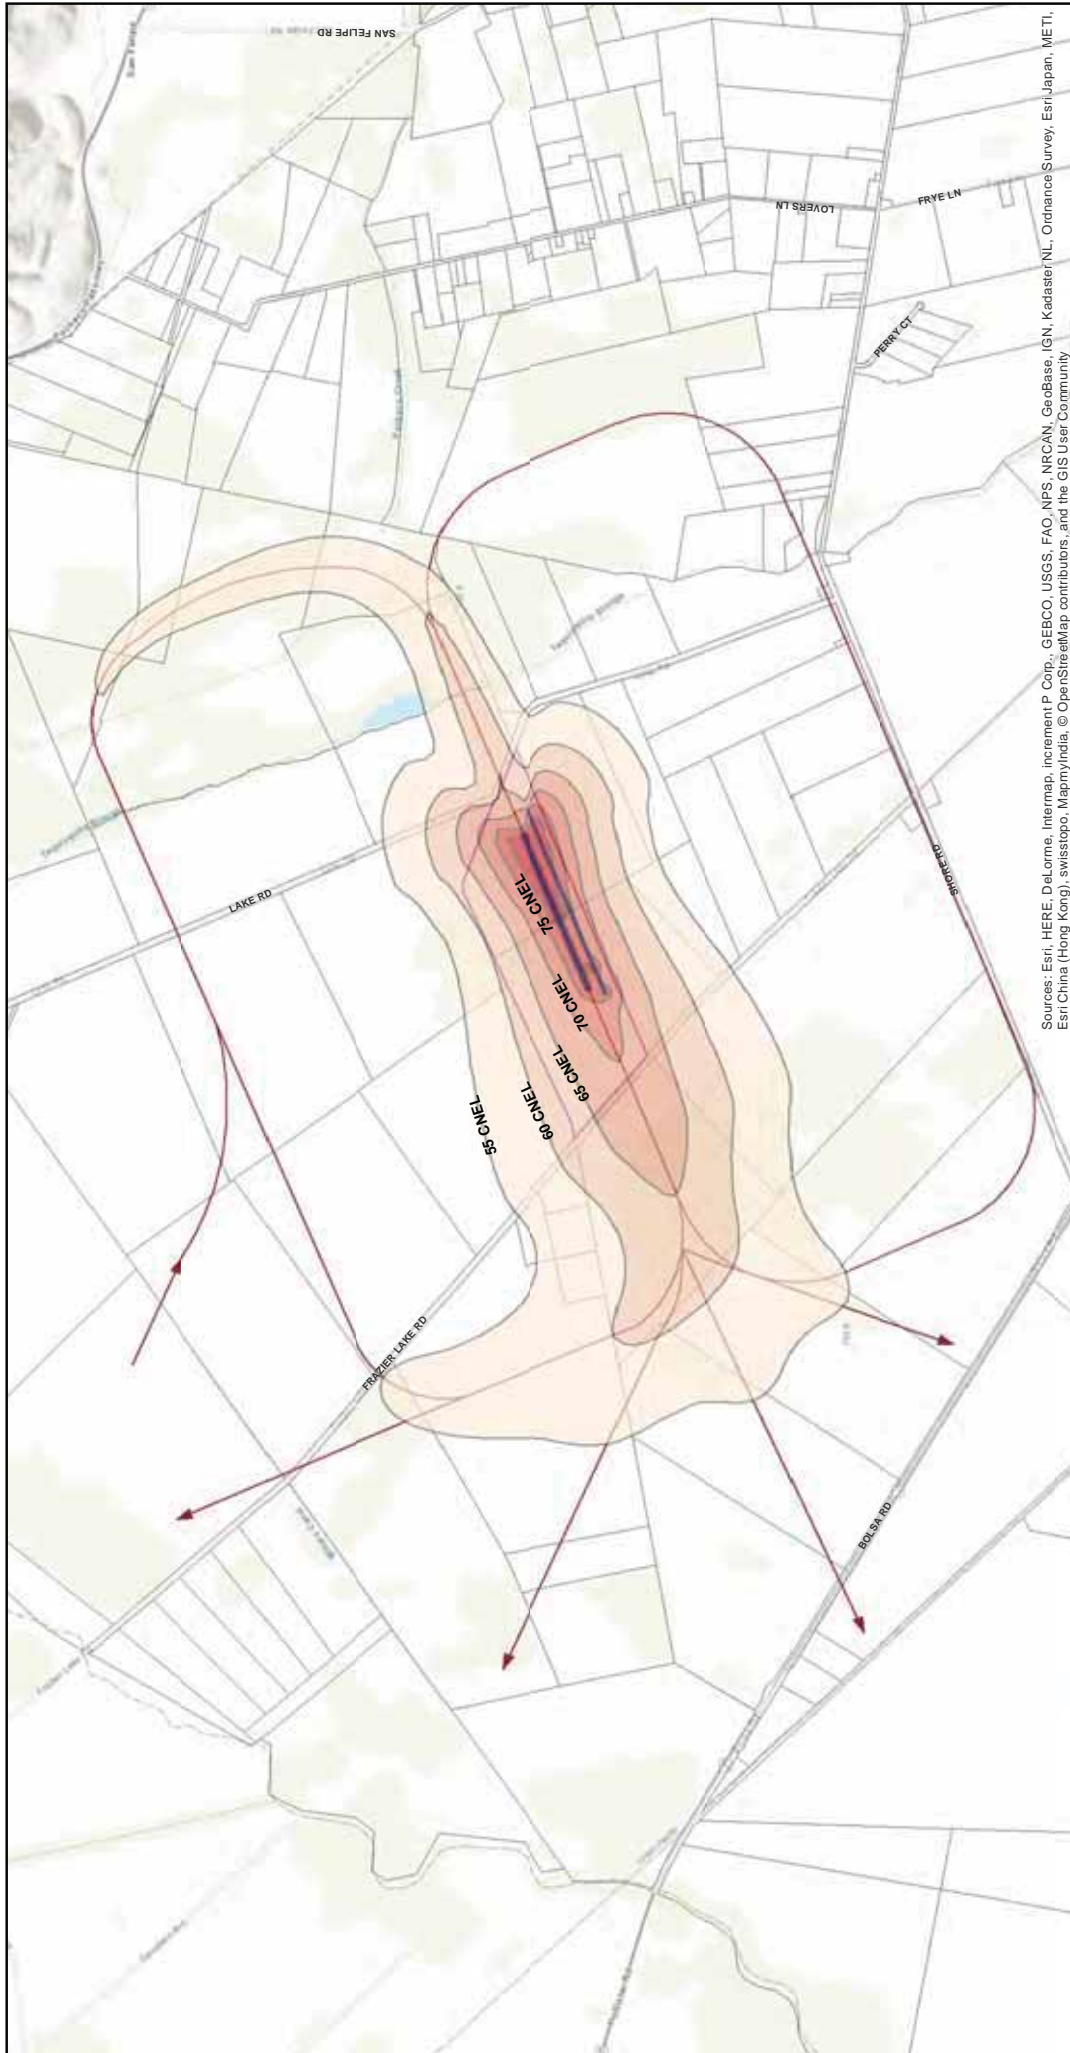 SAN FELIPE RD
LOVERS LN
FRYE LN
PERRY CT
LAKE RD
75 CNEL
70 CNEL
65 CNEL
60 CNEL
55 CNEL
SHORE RD
FRAZIER LAKE RD
BOLSA RD
Sources: Esri, HERE, DeLorme, Intermap, increment P Corp., GEBCO, USGS, FAO, NPS, NRCAN, GeoBase, IGN, Kadaster NL, Ordnance Survey, Esri Japan, METI,
Esri China (Hong Kong), swisstopo, MapmyIndia, © OpenStreetMap contributors, and the GIS User Community